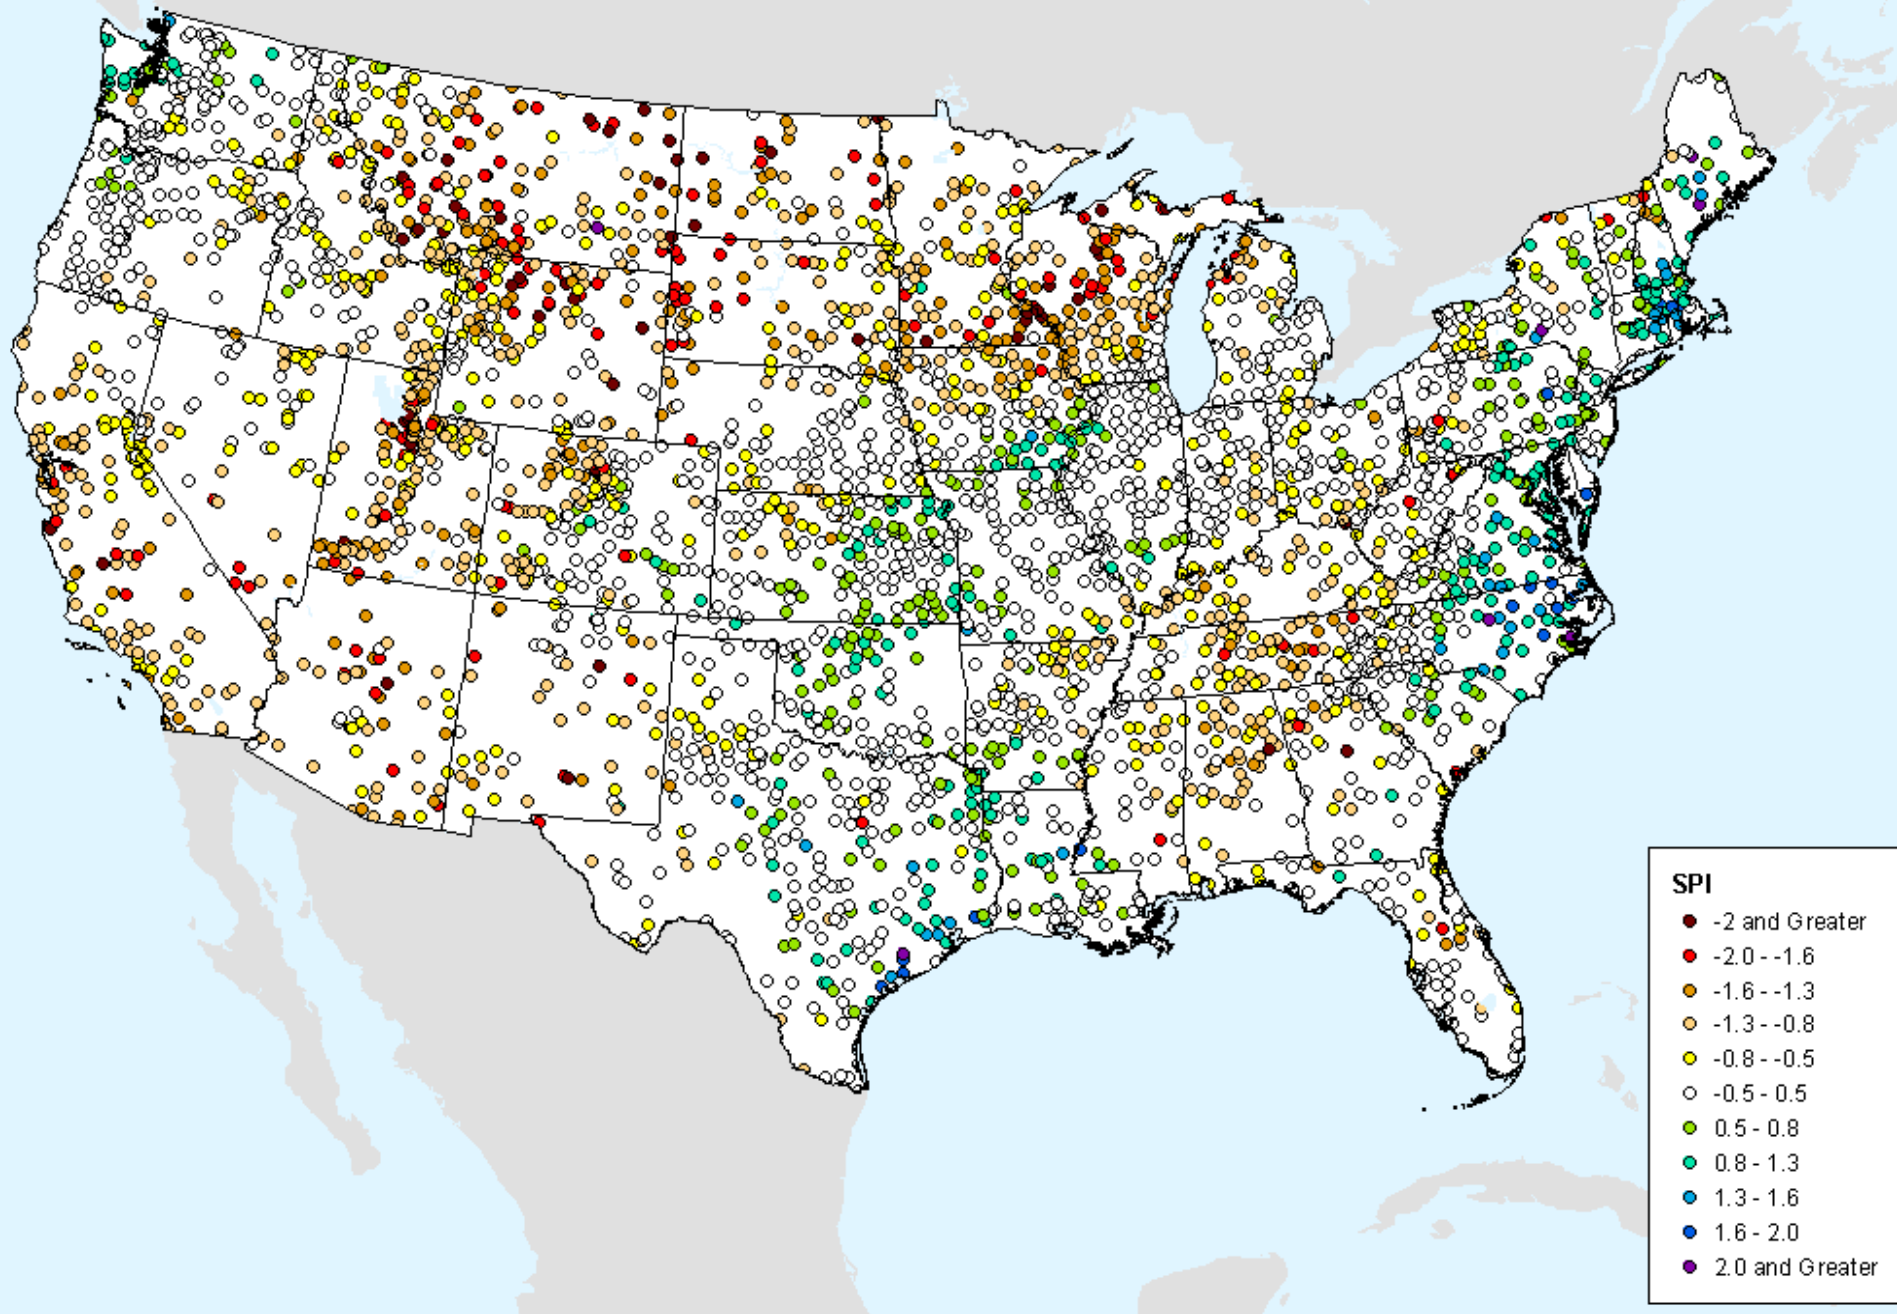 SPI
-2 and Greater
-2.0 - -1.6
-1.6 - -1.3
-1.3 - -0.8
-0.8 - -0.5
-0.5 - 0.5
0.5 - 0.8
0.8 - 1.3
1.3 - 1.6
1.6 - 2.0
2.0 and Greater